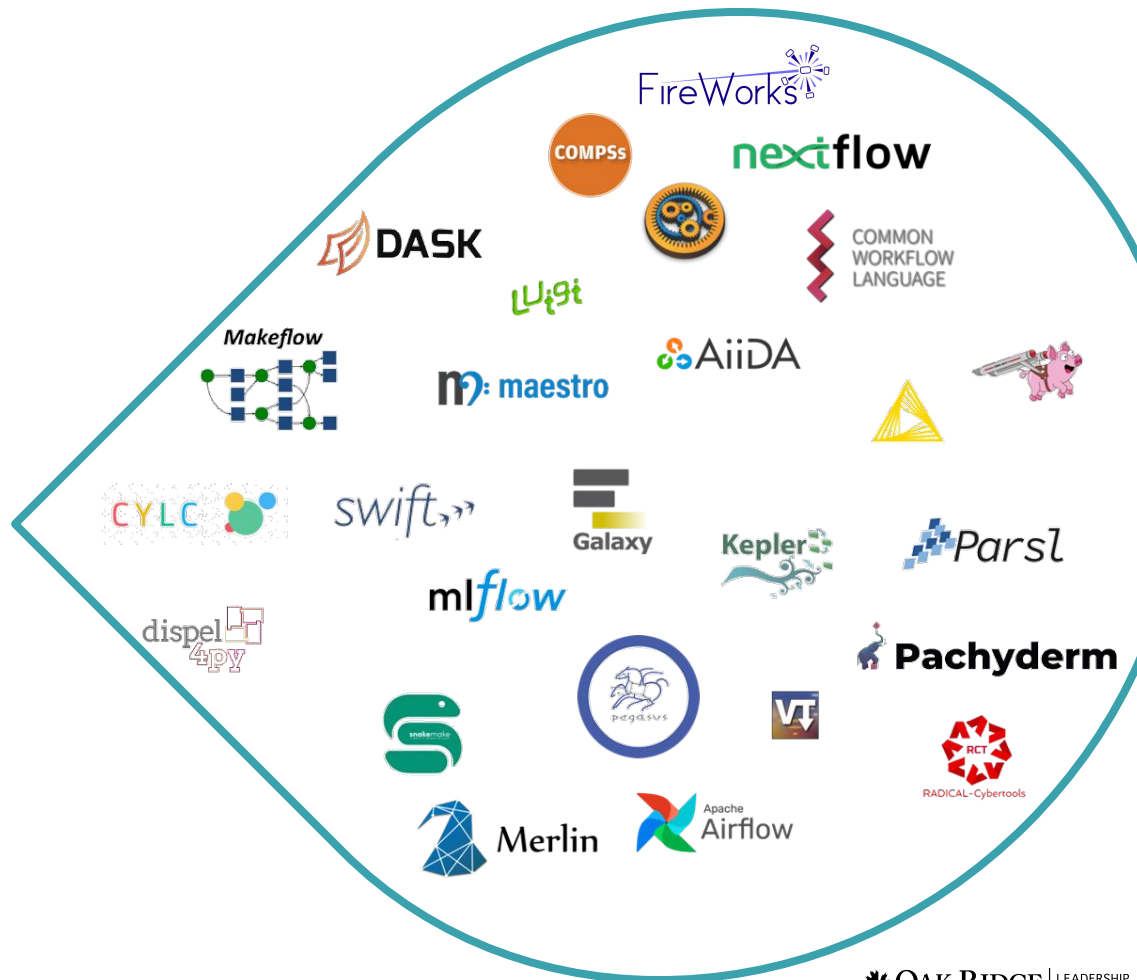 FireWorks
COMPSs
nextflow
DASK
COMMON
WORKFLOW
LANGUAGE
Luigi
Makeflow
AiiDA
m: maestro
CYLC
swift
Galaxy
Kepler
Parsl
mlflow
dispel
4py
Pachyderm
pegasus
VT
snakemake
RCT
RADICAL-Cybertools
Merlin
Apache
Airflow
OAK RIDGE
LEADERSHIP